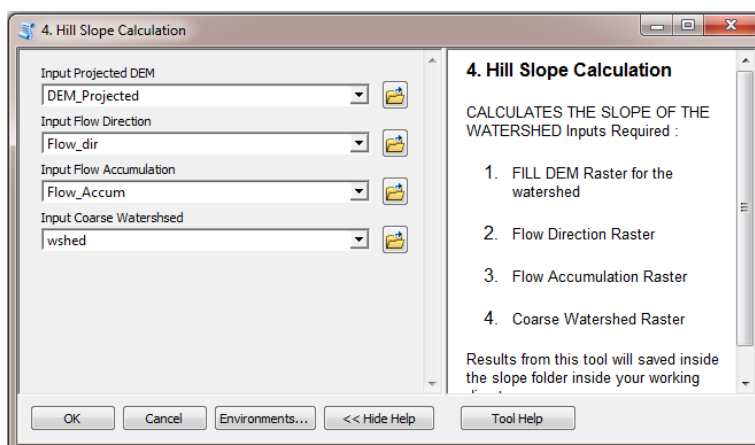 4. Hill Slope Calculation
Input Projected DEM
DEM_Projected
Input Flow Direction
Flow_dir
Input Flow Accumulation
Flow_Accum
Input Coarse Watershsed
wshed
OK
Cancel
Environments...
<< Hide Help
4. Hill Slope Calculation
CALCULATES THE SLOPE OF THE
WATERSHED Inputs Required :
1. FILL DEM Raster for the
watershed
2. Flow Direction Raster
3. Flow Accumulation Raster
4. Coarse Watershed Raster
Results from this tool will saved inside
the slope folder inside your working
Tool Help